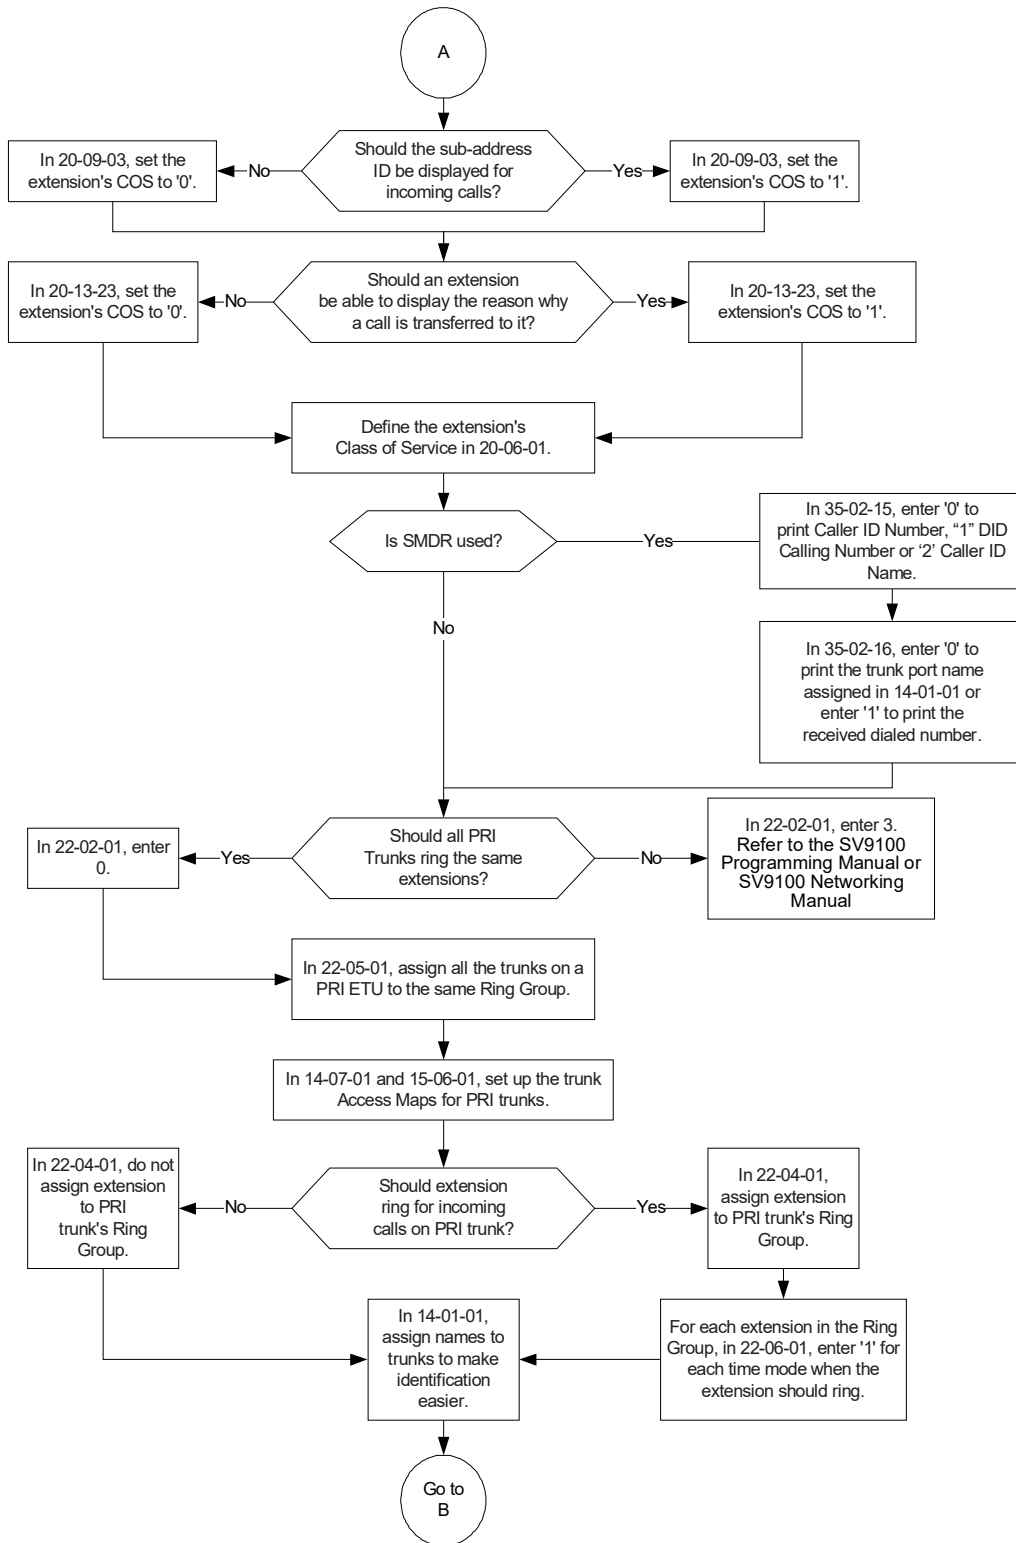 A
Should the sub-address
ID be displayed for
incoming calls?
No
Yes
In 20-09-03, set the
extension's COS to '0'.
In 20-09-03, set the
extension's COS to '1'.
Should an extension
be able to display the reason why
a call is transferred to it?
No
Yes
In 20-13-23, set the
extension's COS to '0'.
In 20-13-23, set the
extension's COS to '1'.
Define the extension's
Class of Service in 20-06-01.
Is SMDR used?
Yes
No
In 35-02-15, enter '0' to
print Caller ID Number, “1” DID
Calling Number or ‘2’ Caller ID
Name.
In 35-02-16, enter '0' to
print the trunk port name
assigned in 14-01-01 or
enter '1' to print the
received dialed number.
Should all PRI
Trunks ring the same
extensions?
Yes
No
In 22-02-01, enter
0.
In 22-02-01, enter 3.
Refer to the SV9100
Programming Manual or
SV9100 Networking
Manual
In 22-05-01, assign all the trunks on a
PRI ETU to the same Ring Group.
In 14-07-01 and 15-06-01, set up the trunk
Access Maps for PRI trunks.
Should extension
ring for incoming
calls on PRI trunk?
No
Yes
In 22-04-01, do not
assign extension
to PRI
trunk's Ring
Group.
In 22-04-01,
assign extension
to PRI trunk's Ring
Group.
For each extension in the Ring
Group, in 22-06-01, enter '1' for
each time mode when the
extension should ring.
In 14-01-01,
assign names to
trunks to make
identification
easier.
Go to
B